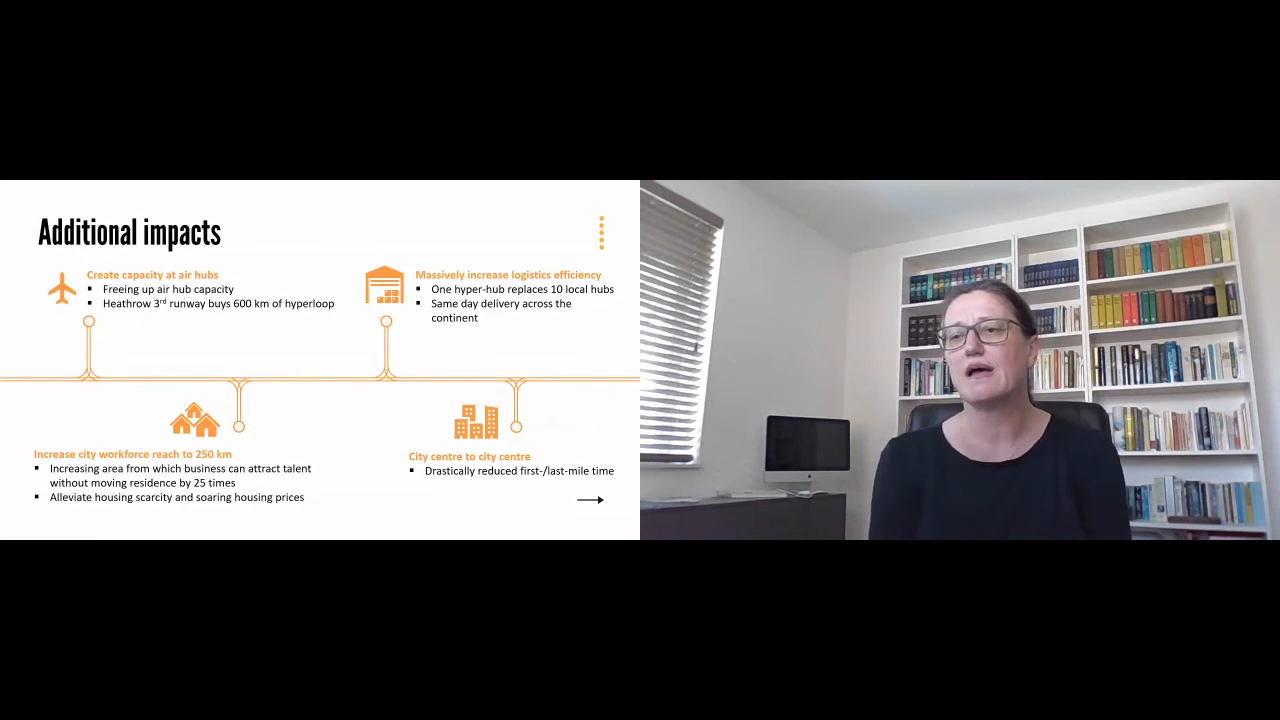 Additional impacts
Create capacity at air hubs
▪ Freeing up air hub capacity
▪ Heathrow 3rd runway buys 600 km of hyperloop
Massively increase logistics efficiency
▪ One hyper-hub replaces 10 local hubs
▪ Same day delivery across the
continent
Increase city workforce reach to 250 km
▪ Increasing area from which business can attract talent
without moving residence by 25 times
▪ Alleviate housing scarcity and soaring housing prices
City centre to city centre
▪ Drastically reduced first-/last-mile time